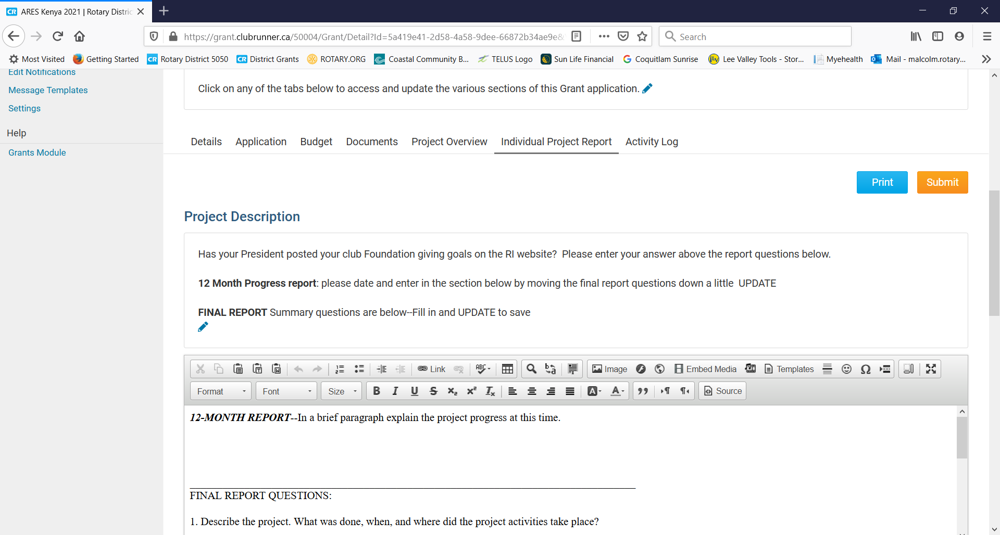 ARES Kenya 2021 | Rotary Distric
https://grant.clubrunner.ca/50004/Grant/Detail?Id=5a419e41-2d58-4a58-9dee-66872b34ae9e&
Search
Most Visited Getting Started CR Rotary District 5050 CR District Grants ROTARY.ORG Coastal Community B... TELUS Logo Sun Life Financial Coquitlam Sunrise Lee Valley Tools - Stor... Myehealth Mail - malcolm.rotary...
Edit Notifications
Message Templates
Settings
Help
Grants Module
Click on any of the tabs below to access and update the various sections of this Grant application.
Details Application Budget Documents Project Overview Individual Project Report Activity Log
Print Submit
Project Description
Has your President posted your club Foundation giving goals on the RI website? Please enter your answer above the report questions below.
12 Month Progress report: please date and enter in the section below by moving the final report questions down a little UPDATE
FINAL REPORT Summary questions are below--Fill in and UPDATE to save
Link Image Embed Media Templates
Format Font Size B I U S Source
12-MONTH REPORT--In a brief paragraph explain the project progress at this time.
FINAL REPORT QUESTIONS:
1. Describe the project. What was done, when, and where did the project activities take place?